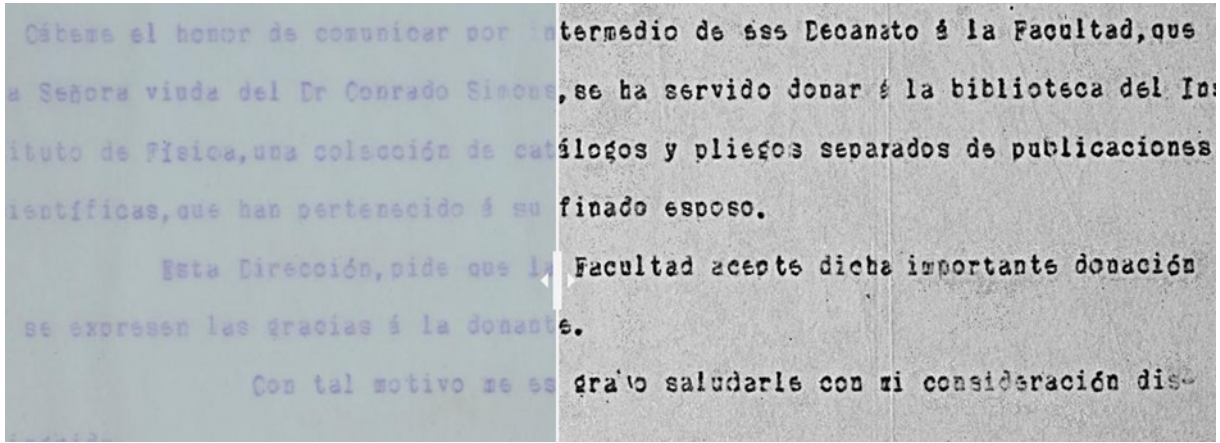 Cábeme el honor de comunicar por intermedio de ese Decanato á la Facultad,que
a Señora viuda del Dr Conrado Simons,se ha servido donar á la biblioteca del Ins
ituto de Física,una colección de catálogos y pliegos separados de publicaciones
ientíficas,que han pertenecido á su finado esposo.
Esta Dirección,pide que la Facultad acepte dicha importante donación
se expresen las gracias á la donante.
Con tal motivo me es grato saludarle con mi consideración dis-